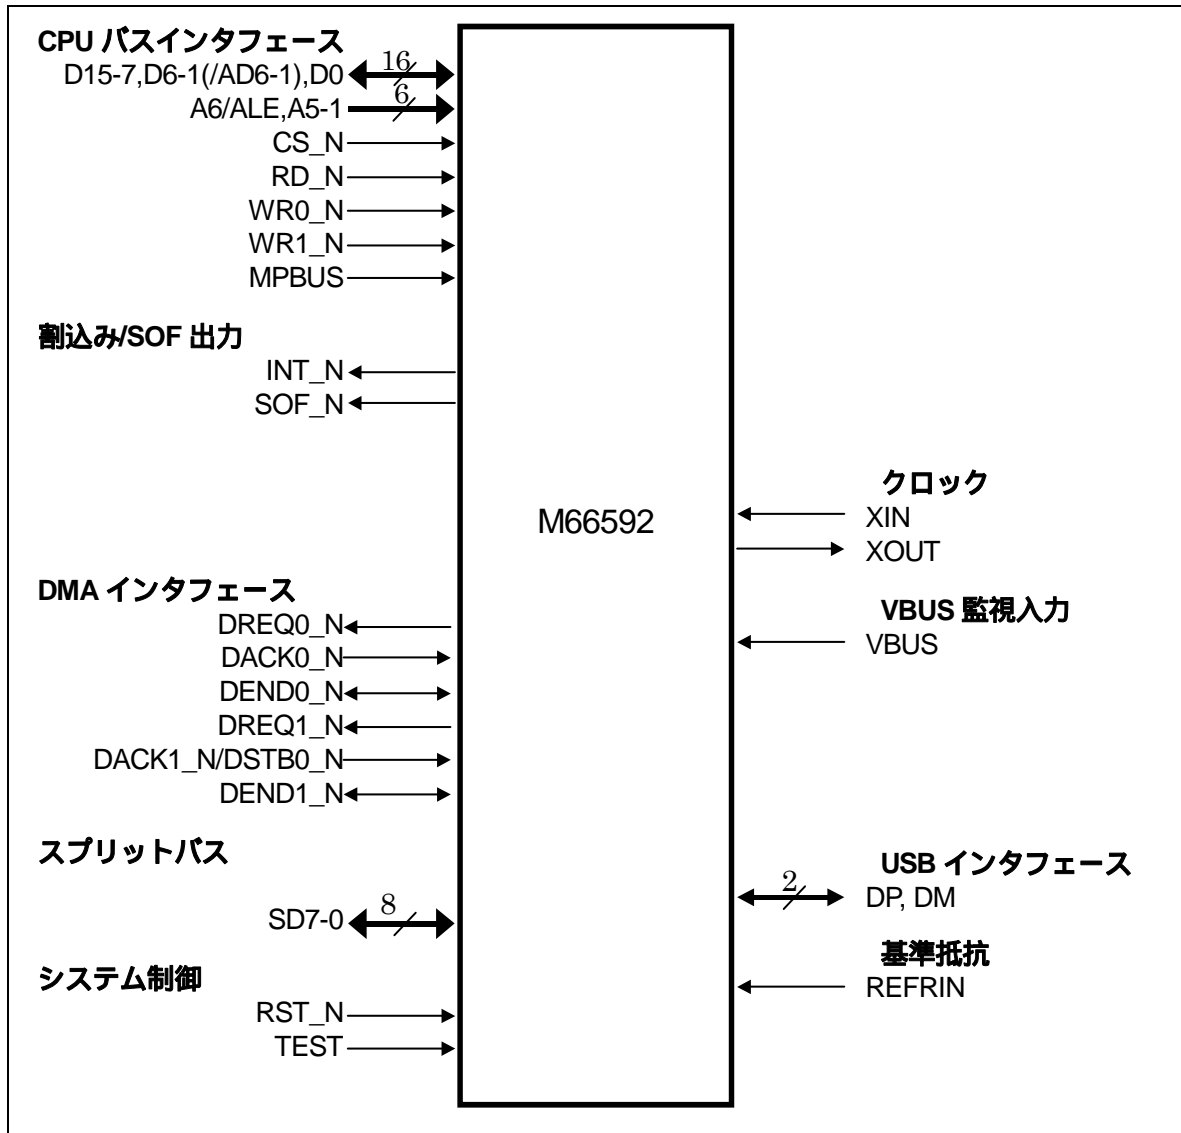 CPU バスインタフェース
D15-7,D6-1(/AD6-1),D0
16
A6/ALE,A5-1
6
CS_N
RD_N
WR0_N
WR1_N
MPBUS
割込み/SOF 出力
INT_N
SOF_N
DMA インタフェース
DREQ0_N
DACK0_N
DEND0_N
DREQ1_N
DACK1_N/DSTB0_N
DEND1_N
スプリットバス
SD7-0
8
システム制御
RST_N
TEST
M66592
クロック
XIN
XOUT
VBUS 監視入力
VBUS
USB インタフェース
2
DP, DM
基準抵抗
REFRIN